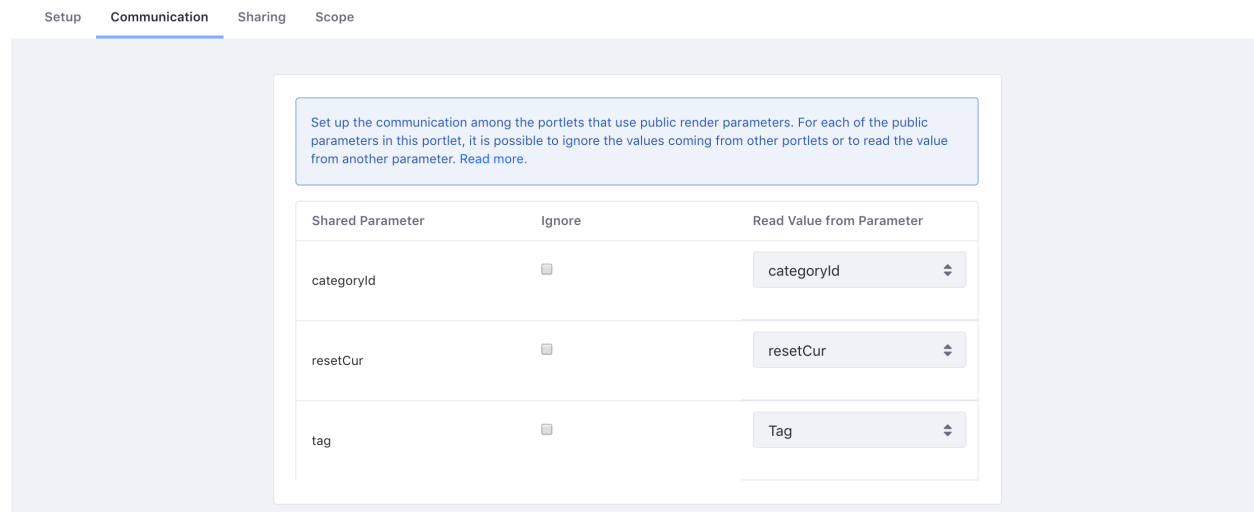 Setup Communication Sharing Scope
Set up the communication among the portlets that use public render parameters. For each of the public
parameters in this portlet, it is possible to ignore the values coming from other portlets or to read the value
from another parameter. Read more.
Shared Parameter Ignore Read Value from Parameter
categoryId categoryId
resetCur resetCur
tag Tag